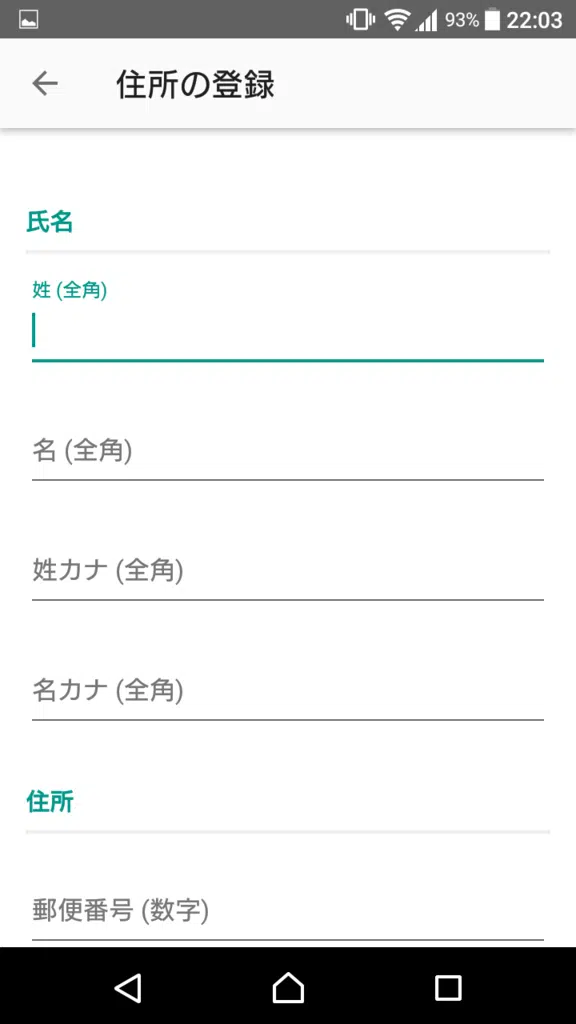 93% 22:03
住所の登録
氏名
姓 (全角)
名 (全角)
姓カナ (全角)
名カナ (全角)
住所
郵便番号 (数字)